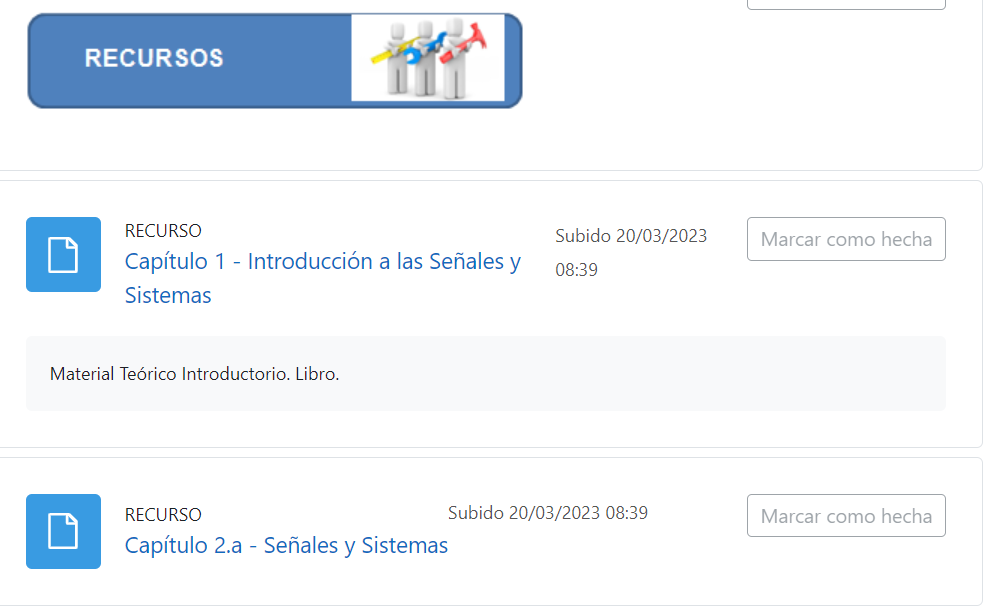 RECURSOS
RECURSO
Capítulo 1 - Introducción a las Señales y
Sistemas
Subido 20/03/2023
08:39
Marcar como hecha
Material Teórico Introductorio. Libro.
RECURSO
Capítulo 2.a - Señales y Sistemas
Subido 20/03/2023 08:39
Marcar como hecha